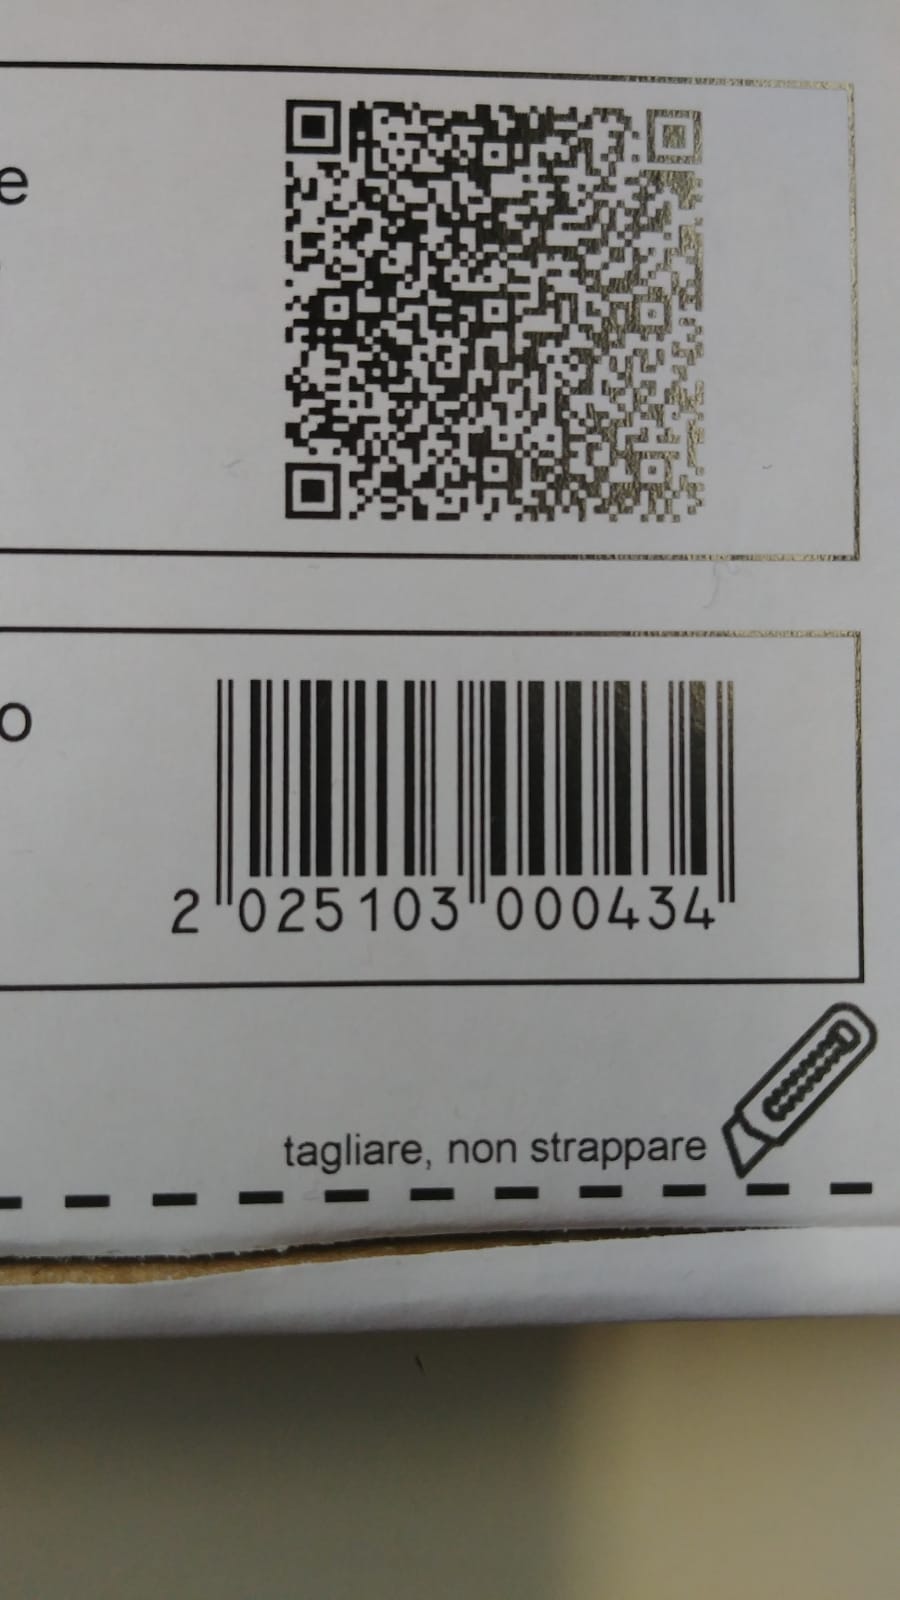 e
o
2 025103 000434
tagliare, non strappare